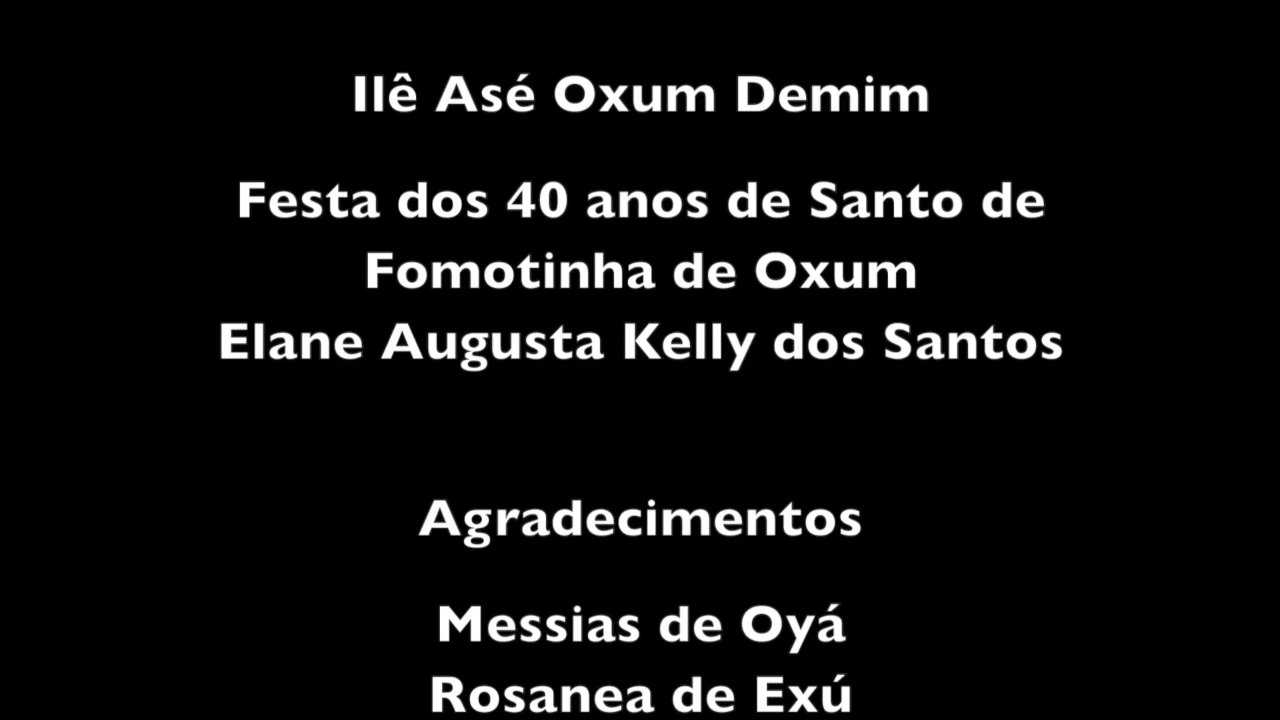 Ilê Asé Oxum Demim
Festa dos 40 anos de Santo de
Fomotinha de Oxum
Elane Augusta Kelly dos Santos
Agradecimentos
Messias de Oyá
Rosanea de Exú